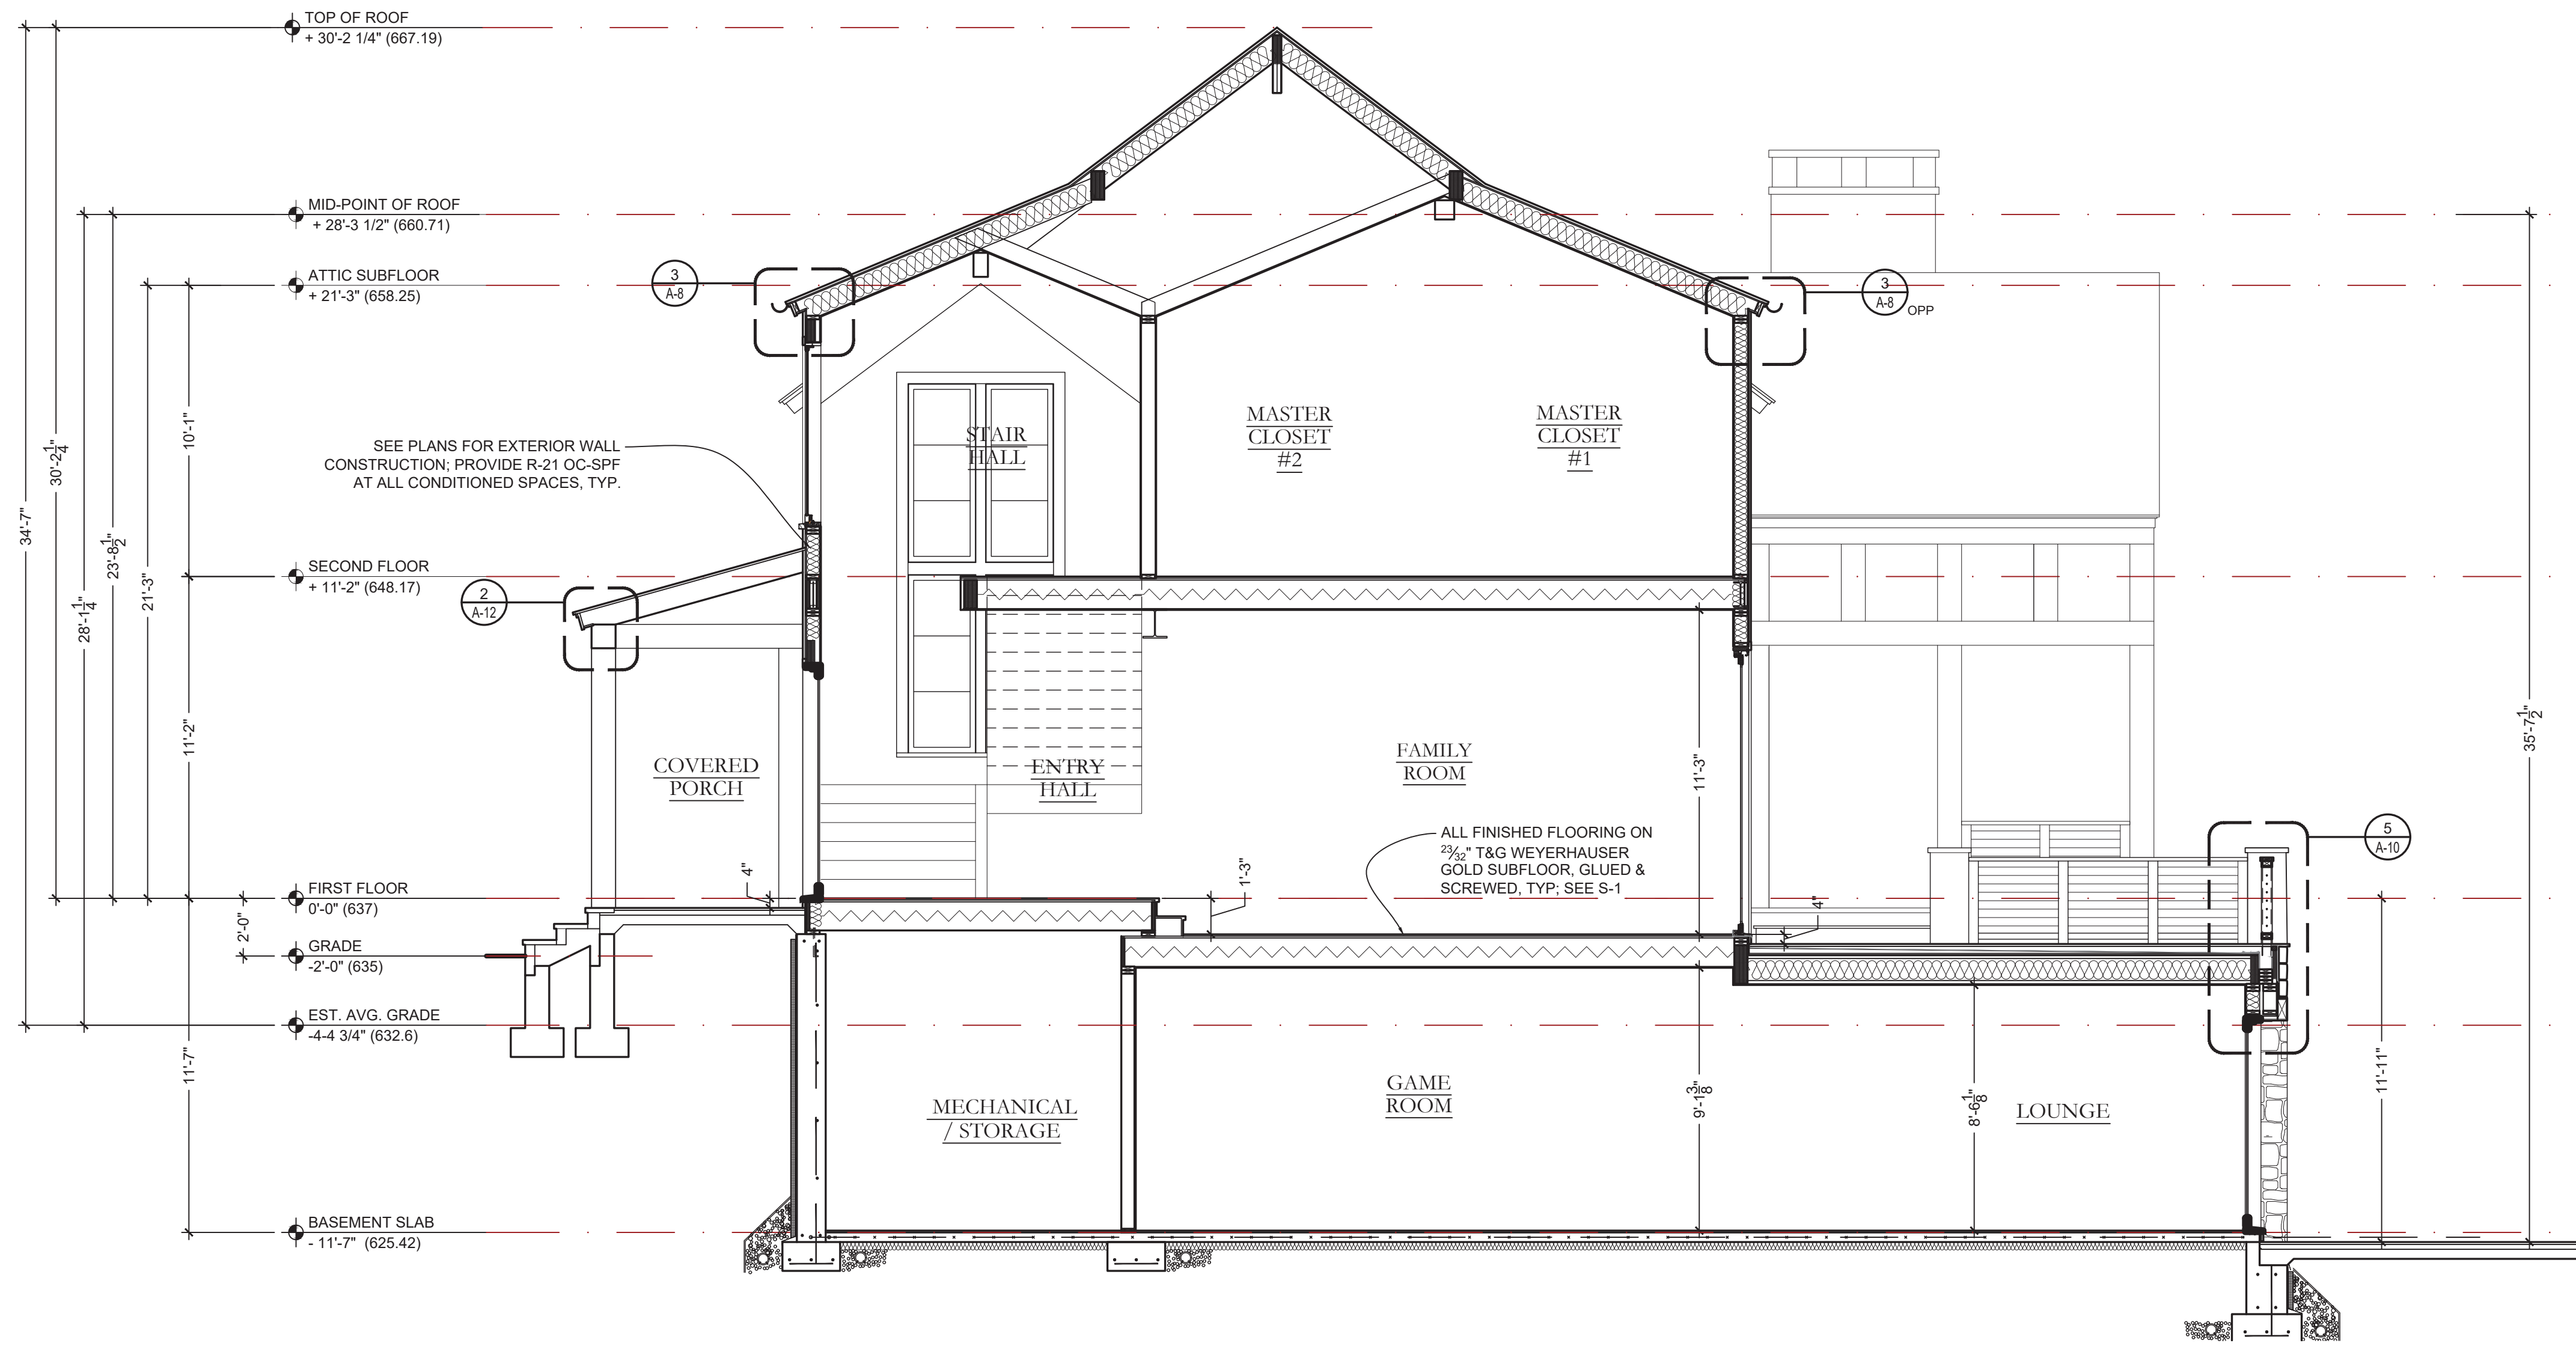 TOP OF ROOF
+ 30'-2 1/4" (667.19)
MID-POINT OF ROOF
+ 28'-3 1/2" (660.71)
ATTIC SUBFLOOR
+ 21'-3" (658.25)
3
A-8
3
A-8
OPP
SEE PLANS FOR EXTERIOR WALL
CONSTRUCTION; PROVIDE R-21 OC-SPF
AT ALL CONDITIONED SPACES, TYP.
STAIR
HALL
MASTER
CLOSET
#2
MASTER
CLOSET
#1
34'-7"
30'-2 1/4"
28'-1 1/4"
23'-8 1/2"
21'-3"
10'-1"
SECOND FLOOR
+ 11'-2" (648.17)
2
A-12
11'-2"
COVERED
PORCH
ENTRY
HALL
FAMILY
ROOM
11'-3"
35'-7 1/2"
ALL FINISHED FLOORING ON
23/32" T&G WEYERHAUSER
GOLD SUBFLOOR, GLUED &
SCREWED, TYP; SEE S-1
5
A-10
4"
1'-3"
4"
FIRST FLOOR
0'-0" (637)
2'-0"
GRADE
-2'-0" (635)
EST. AVG. GRADE
-4-4 3/4" (632.6)
11'-7"
MECHANICAL
/ STORAGE
GAME
ROOM
9'-1 3/8"
8'-6 1/8"
LOUNGE
11'-11"
BASEMENT SLAB
- 11'-7" (625.42)